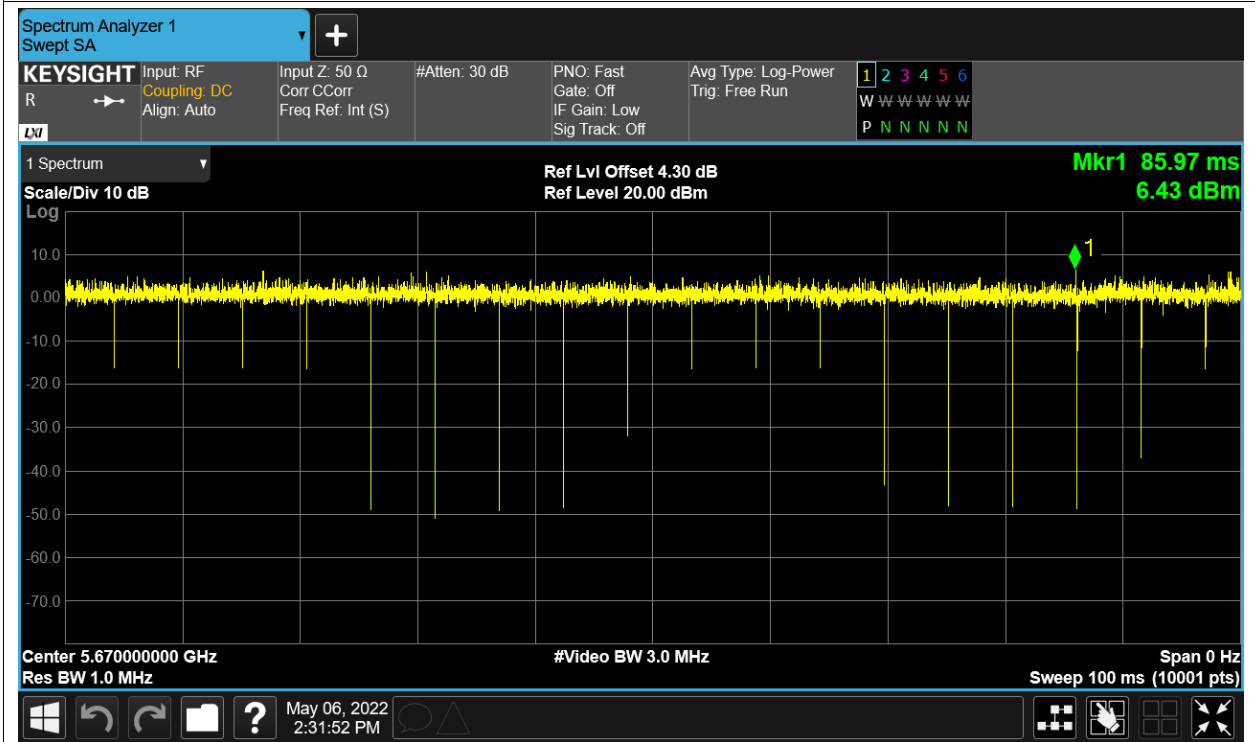 Spectrum Analyzer 1
Swept SA
KEYSIGHT
R
LXI
Input: RF
Coupling: DC
Align: Auto
Input Z: 50 Ω
Corr CCorr
Freq Ref: Int (S)
#Atten: 30 dB
PNO: Fast
Gate: Off
IF Gain: Low
Sig Track: Off
Avg Type: Log-Power
Trig: Free Run
1 2 3 4 5 6
W W W W W W
P N N N N N
1 Spectrum
Scale/Div 10 dB
Log
Ref Lvl Offset 4.30 dB
Ref Level 20.00 dBm
Mkr1 85.97 ms
6.43 dBm
1
10.0
0.00
-10.0
-20.0
-30.0
-40.0
-50.0
-60.0
-70.0
Center 5.670000000 GHz
Res BW 1.0 MHz
#Video BW 3.0 MHz
Span 0 Hz
Sweep 100 ms (10001 pts)
?
May 06, 2022
2:31:52 PM